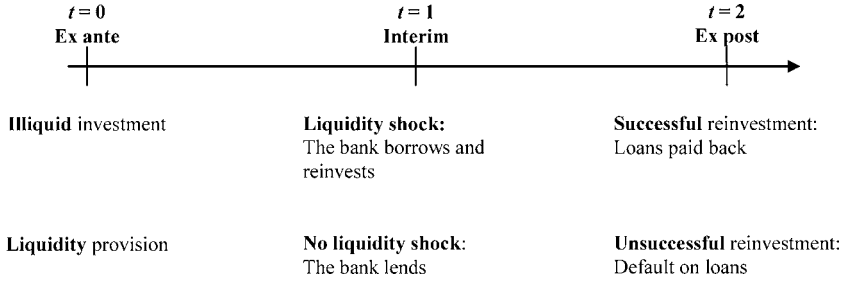 t = 0
Ex ante
t = 1
Interim
t = 2
Ex post
Illiquid investment
Liquidity shock:
The bank borrows and
reinvests
Successful reinvestment:
Loans paid back
Liquidity provision
No liquidity shock:
The bank lends
Unsuccessful reinvestment:
Default on loans